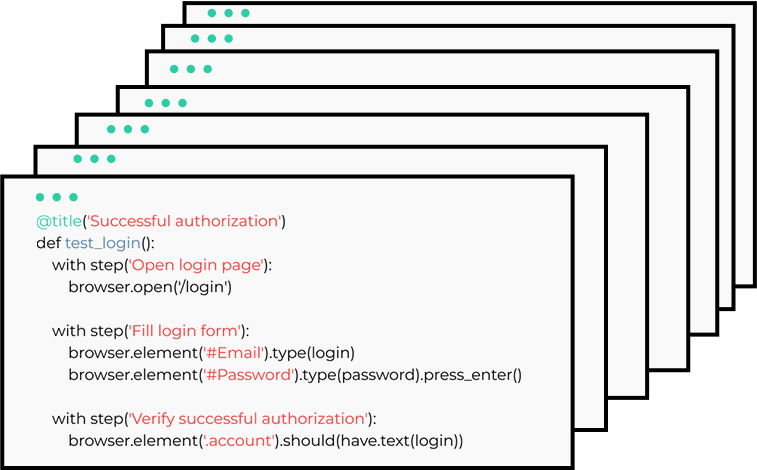 @title('Successful authorization')
def test_login():
    with step('Open login page'):
        browser.open('/login')

    with step('Fill login form'):
        browser.element('#Email').type(login)
        browser.element('#Password').type(password).press_enter()

    with step('Verify successful authorization'):
        browser.element('.account').should(have.text(login))